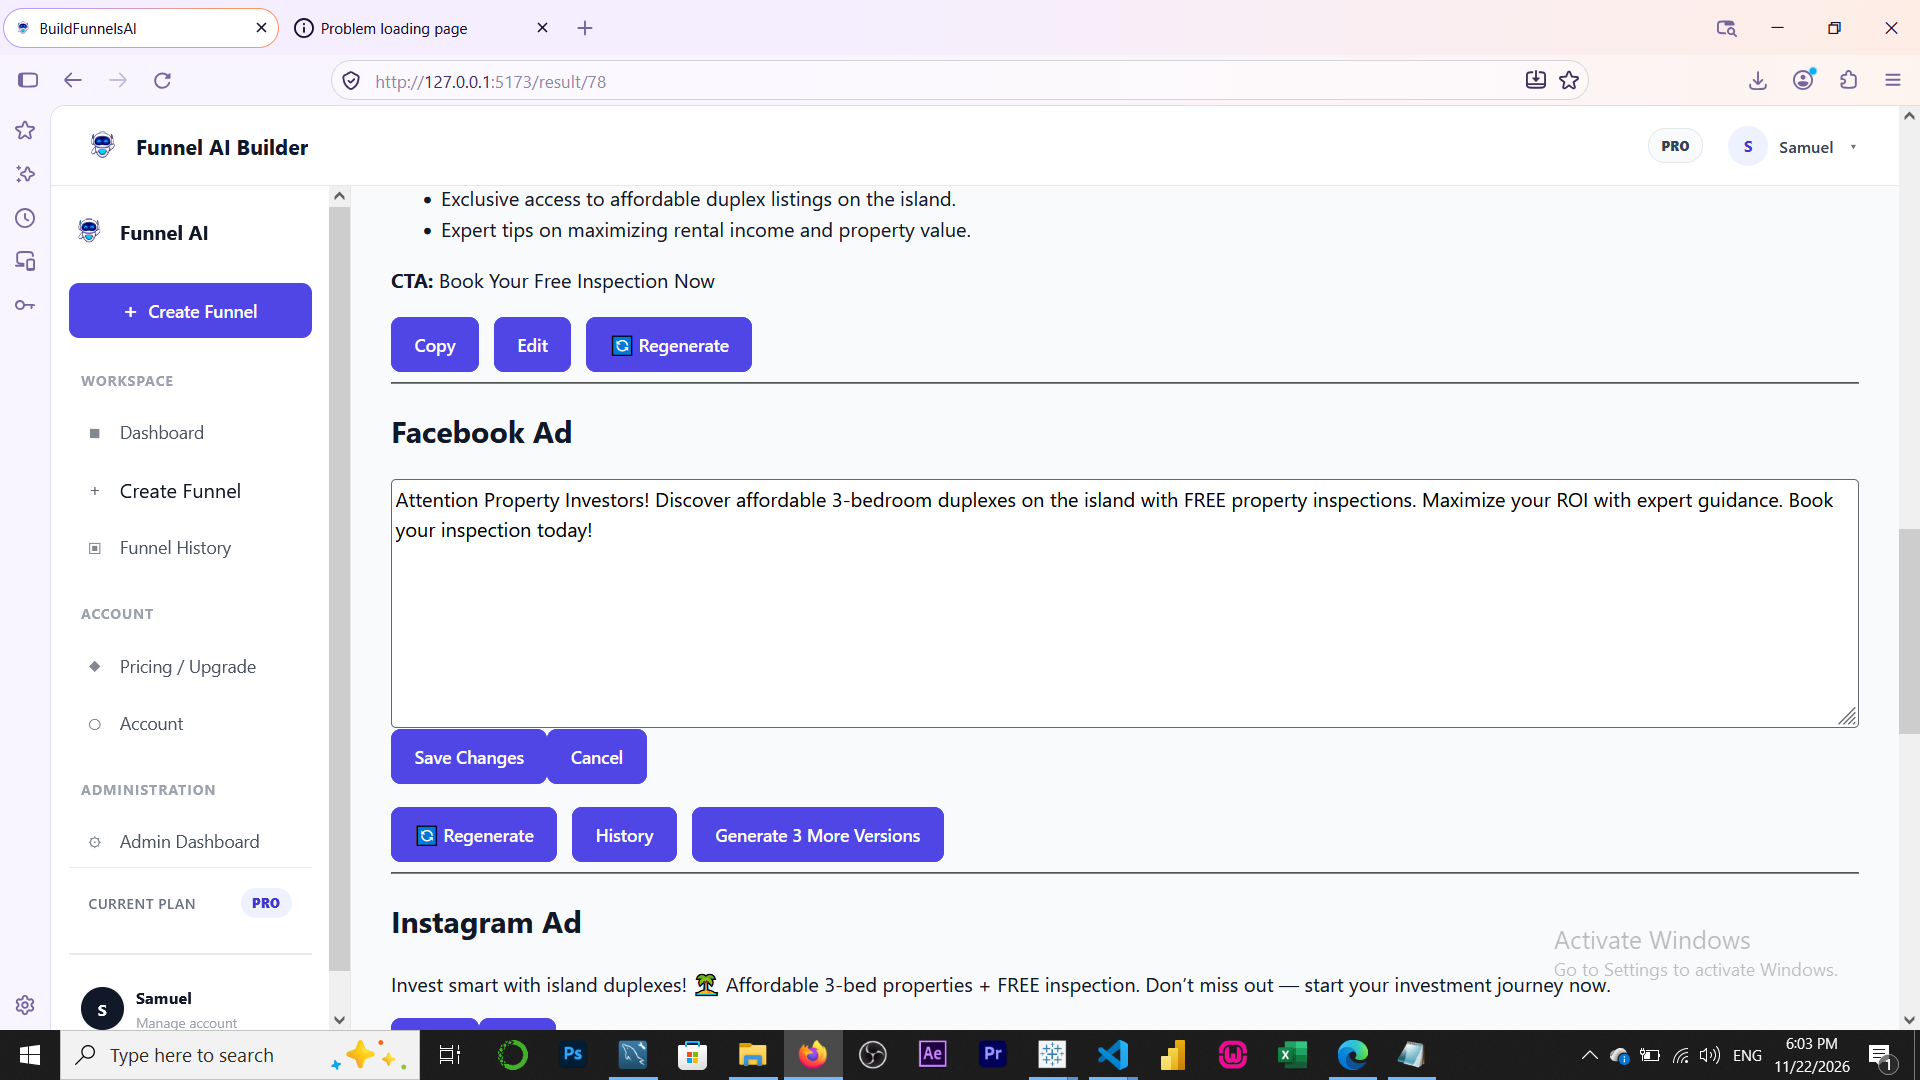 BuildFunnelsAI
Problem loading page
http://127.0.0.1:5173/result/78
Funnel AI Builder
PRO
S
Samuel
Funnel AI
+ Create Funnel
WORKSPACE
Dashboard
+ Create Funnel
Funnel History
ACCOUNT
Pricing / Upgrade
Account
ADMINISTRATION
Admin Dashboard
CURRENT PLAN
PRO
S
Samuel
Manage account
• Exclusive access to affordable duplex listings on the island.
• Expert tips on maximizing rental income and property value.
CTA: Book Your Free Inspection Now
Copy
Edit
🔄 Regenerate
Facebook Ad
Attention Property Investors! Discover affordable 3-bedroom duplexes on the island with FREE property inspections. Maximize your ROI with expert guidance. Book
your inspection today!
Save Changes
Cancel
🔄 Regenerate
History
Generate 3 More Versions
Instagram Ad
Invest smart with island duplexes! 🏝️ Affordable 3-bed properties + FREE inspection. Don’t miss out — start your investment journey now.
Activate Windows
Go to Settings to activate Windows.
Type here to search
Ps
Ae
Pr
ENG
6:03 PM
11/22/2026
1